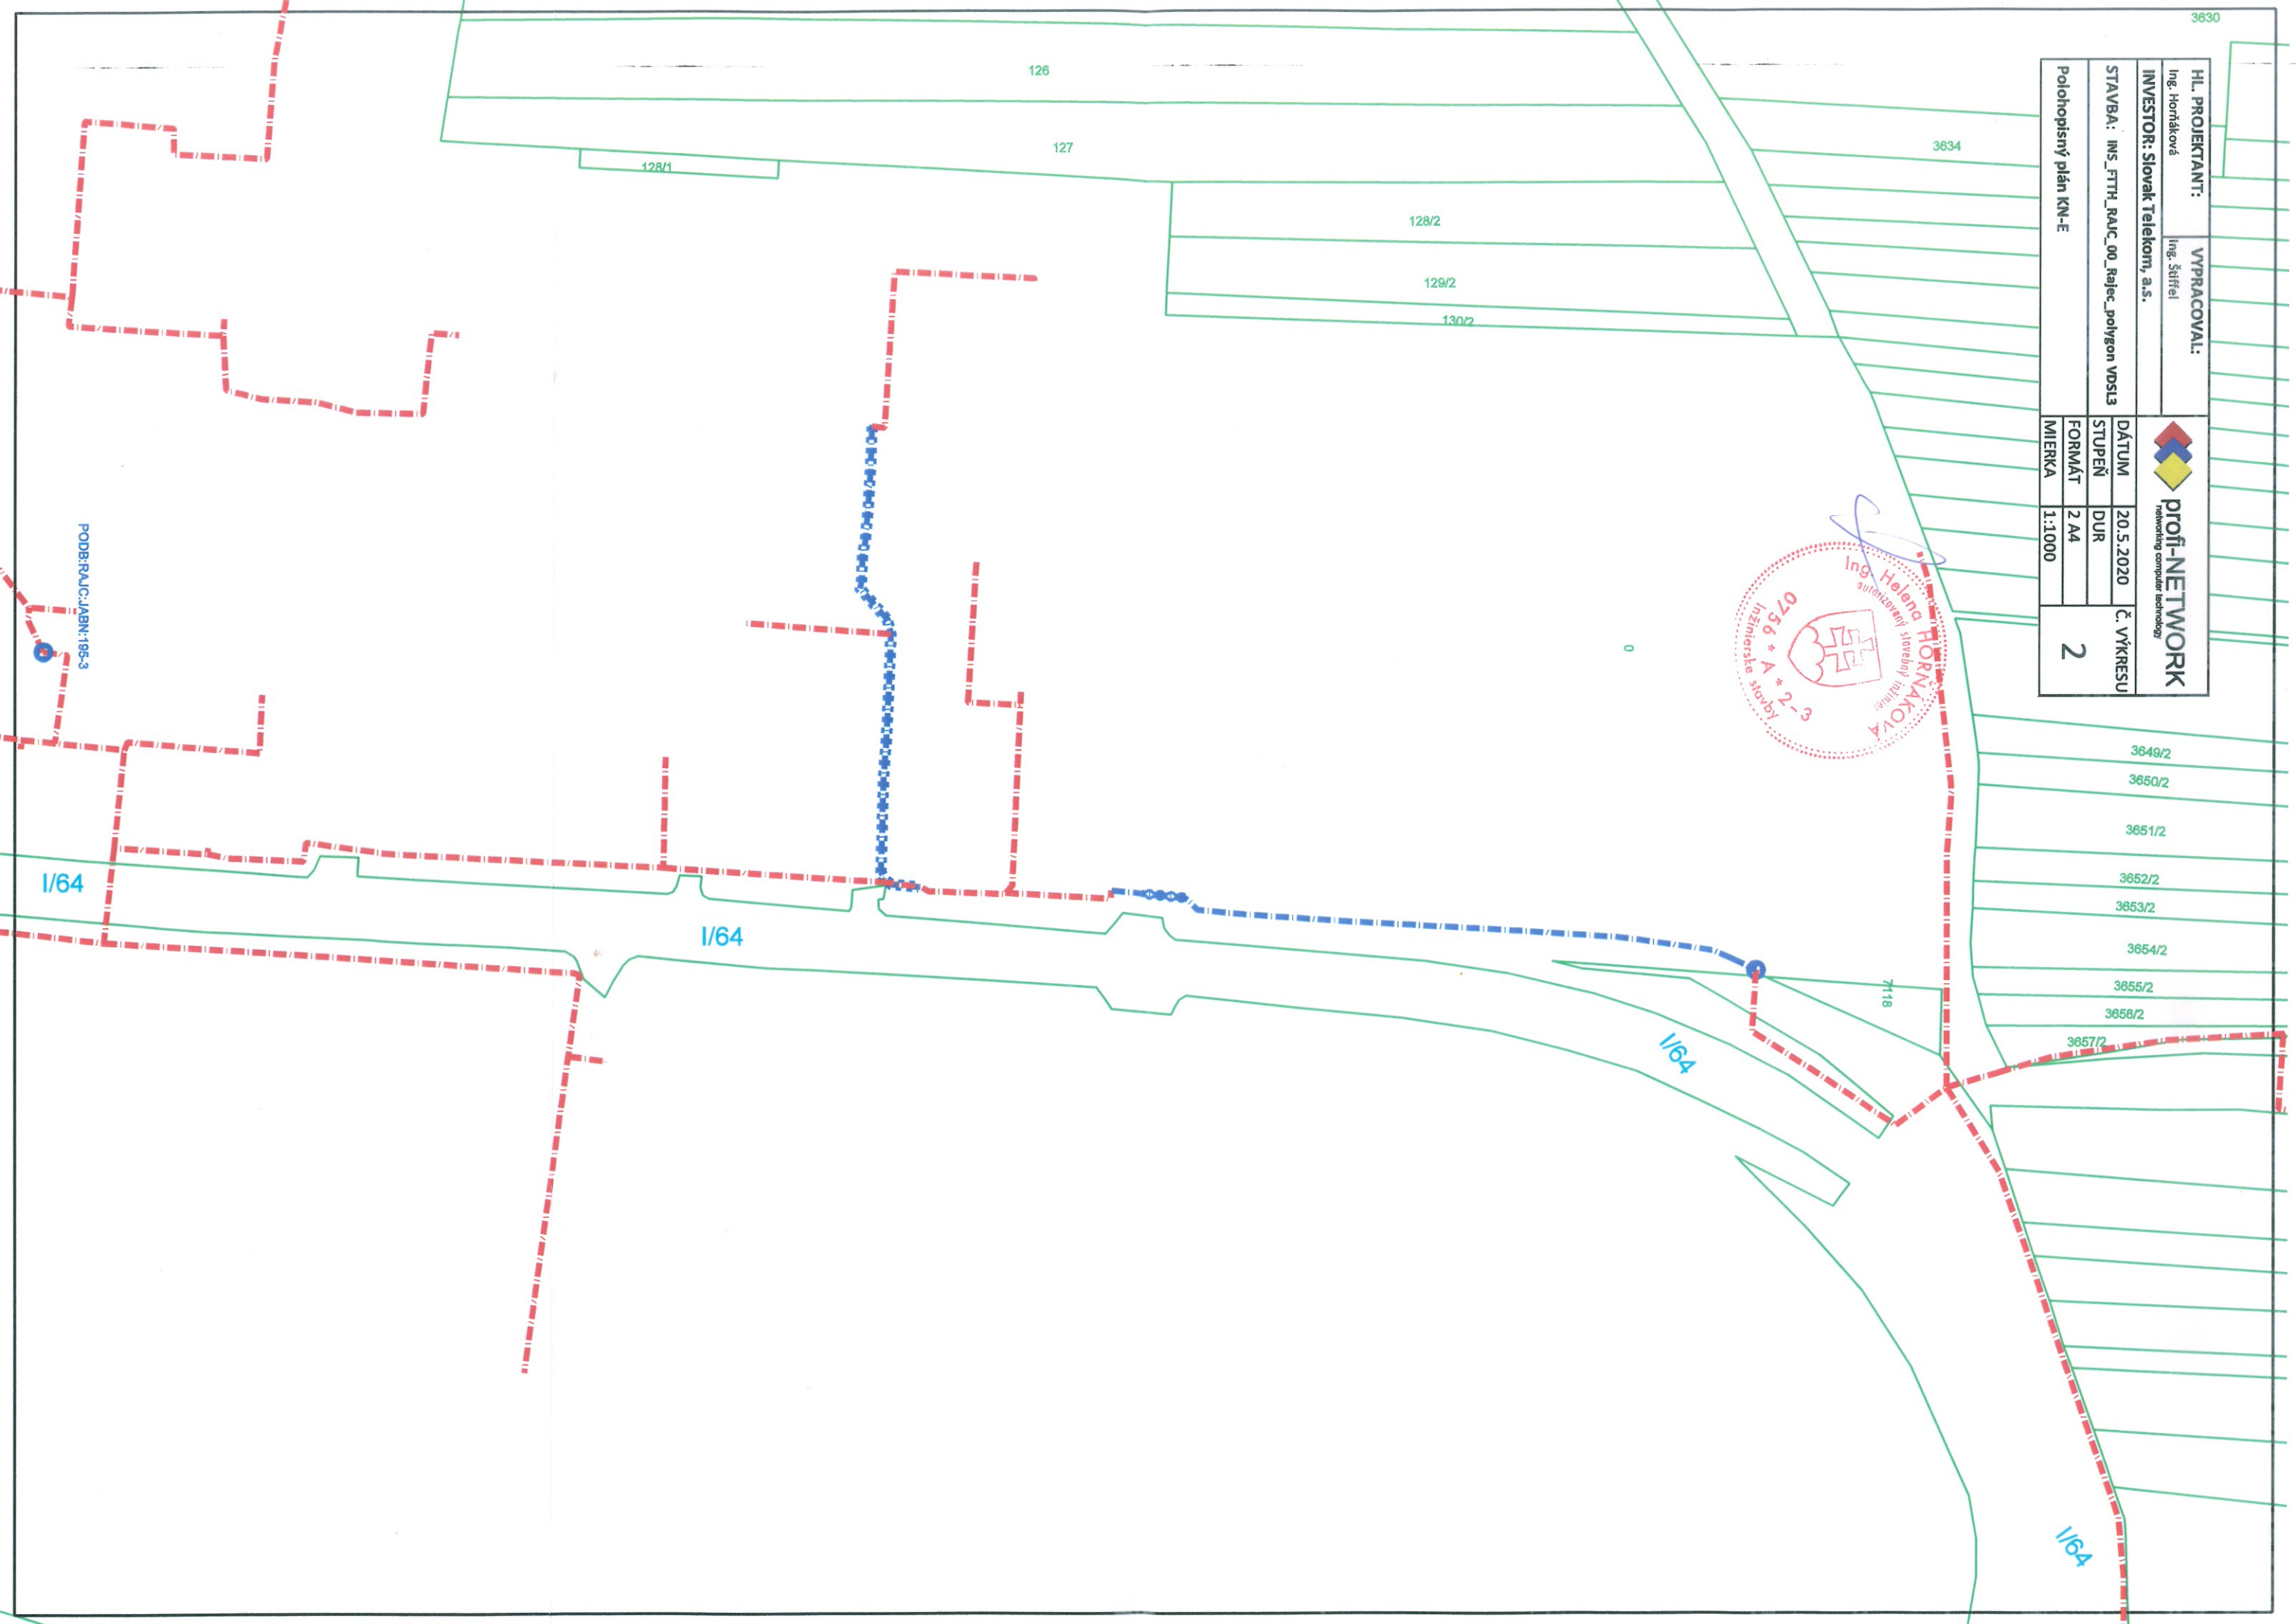 HL. PROJEKTANT:
VYPRACOVAL:
Ing. Horňáková
Ing. Štiffel
INVESTOR: Slovak Telekom, a.s.
STAVBA: INS_FTTH_RAJC_00_Rajec_polygon VDSL3
Polohopisný plán KN-E
profi-NETWORK
networking computer technology
DÁTUM
20.5.2020
Č. VÝKRESU
STUPEŇ
DUR
2
FORMÁT
2 A4
MIERKA
1:1000
Ing. Helena HORŇÁKOVÁ
autorizovaný stavebný inžinier
0756 * A * 2-3
Inžinierske stavby
3630
126
127
128/1
3634
128/2
129/2
130/2
0
PODB:RAJC:JABN:195-3
3649/2
3650/2
3651/2
3652/2
3653/2
3654/2
3655/2
3656/2
3657/2
7118
I/64
I/64
I/64
I/64